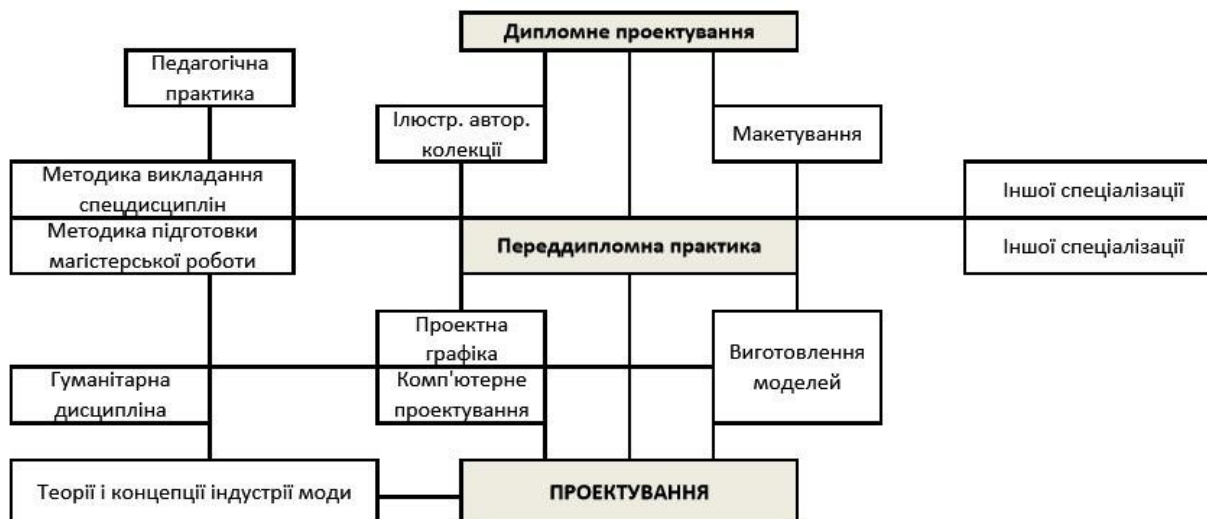 Дипломне проектування
Педагогічна
практика
Ілюстр. автор.
колекції
Макетування
Методика викладання
спецдисциплін
Іншої спеціалізації
Методика підготовки
магістерської роботи
Переддипломна практика
Іншої спеціалізації
Проектна
графіка
Виготовлення
моделей
Гуманітарна
дисципліна
Комп'ютерне
проектування
Теорії і концепції індустрії моди
ПРОЕКТУВАННЯ